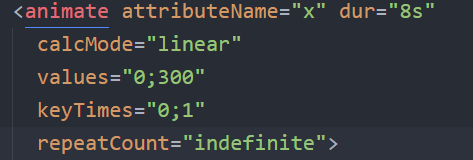 <animate attributeName="x" dur="8s"
calcMode="linear"
values="0;300"
keyTimes="0;1"
repeatCount="indefinite">